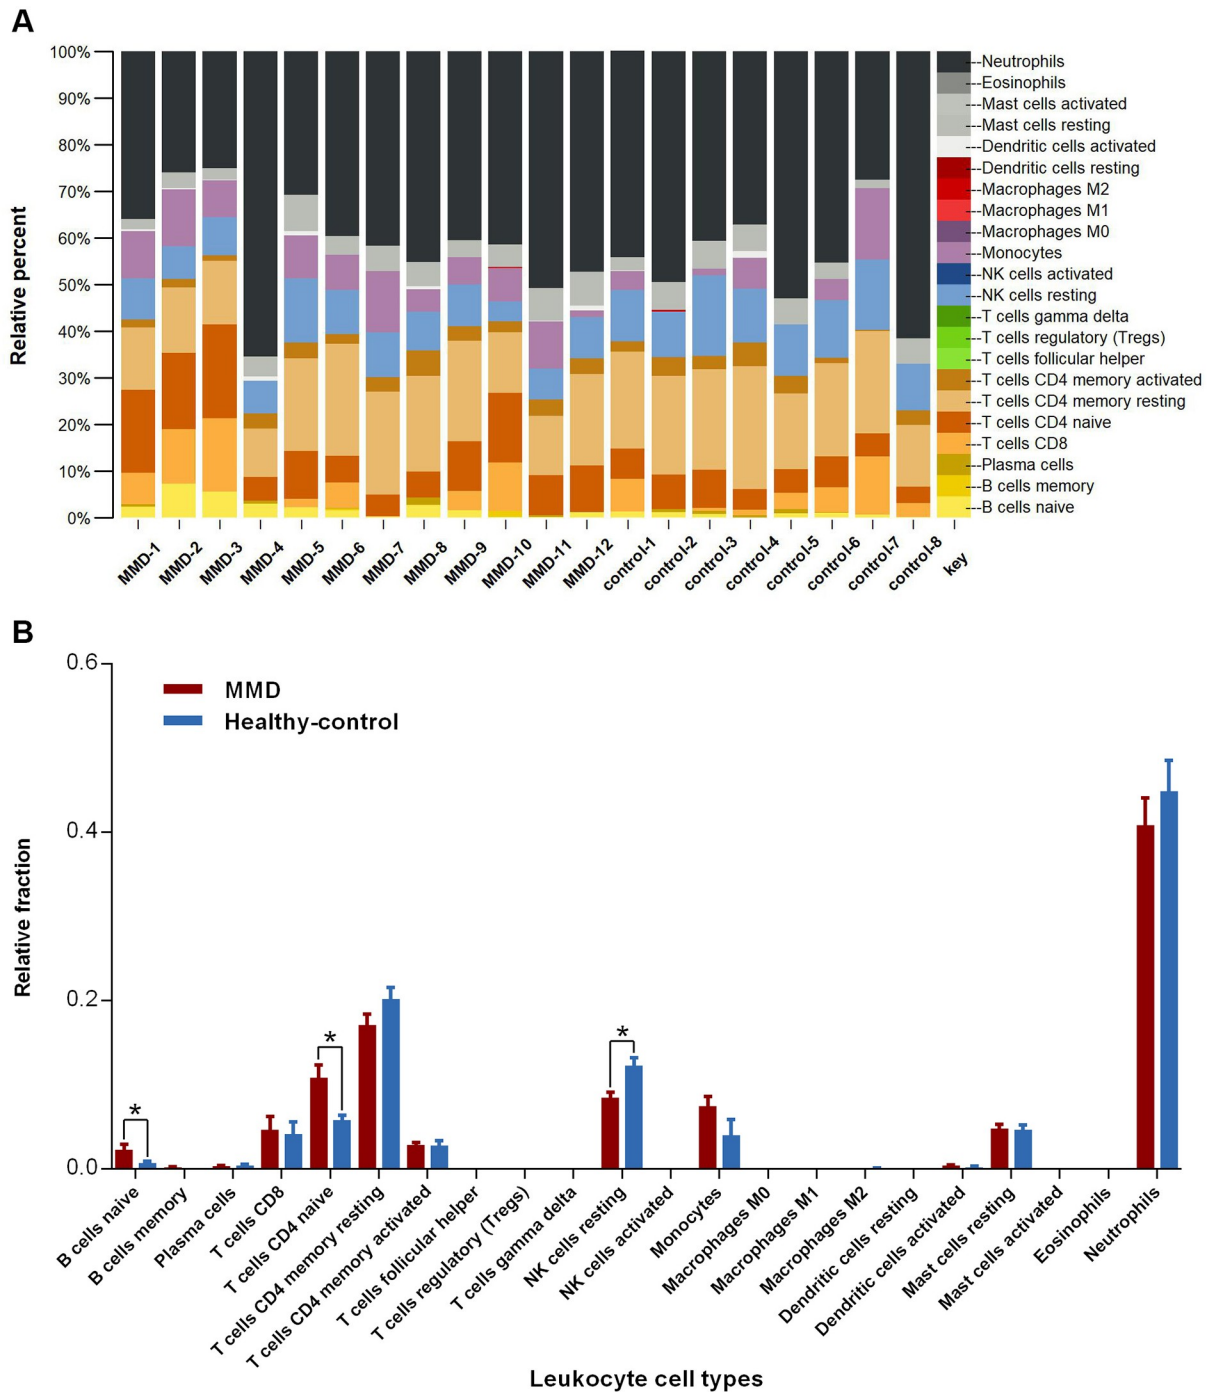 A
Relative percent
100%
90%
80%
70%
60%
50%
40%
30%
20%
10%
0%
---Neutrophils
---Eosinophils
---Mast cells activated
---Mast cells resting
---Dendritic cells activated
---Dendritic cells resting
---Macrophages M2
---Macrophages M1
---Macrophages M0
---Monocytes
---NK cells activated
---NK cells resting
---T cells gamma delta
---T cells regulatory (Tregs)
---T cells follicular helper
---T cells CD4 memory activated
---T cells CD4 memory resting
---T cells CD4 naive
---T cells CD8
---Plasma cells
---B cells memory
---B cells naive
MMD-1
MMD-2
MMD-3
MMD-4
MMD-5
MMD-6
MMD-7
MMD-8
MMD-9
MMD-10
MMD-11
MMD-12
control-1
control-2
control-3
control-4
control-5
control-6
control-7
control-8
key
B
Relative fraction
0.6
0.4
0.2
0.0
MMD
Healthy-control
*
*
*
B cells naive
B cells memory
Plasma cells
T cells CD8
T cells CD4 naive
T cells CD4 memory resting
T cells CD4 memory activated
T cells follicular helper
T cells regulatory (Tregs)
T cells gamma delta
NK cells resting
NK cells activated
Monocytes
Macrophages M0
Macrophages M1
Macrophages M2
Dendritic cells resting
Dendritic cells activated
Mast cells resting
Mast cells activated
Eosinophils
Neutrophils
Leukocyte cell types